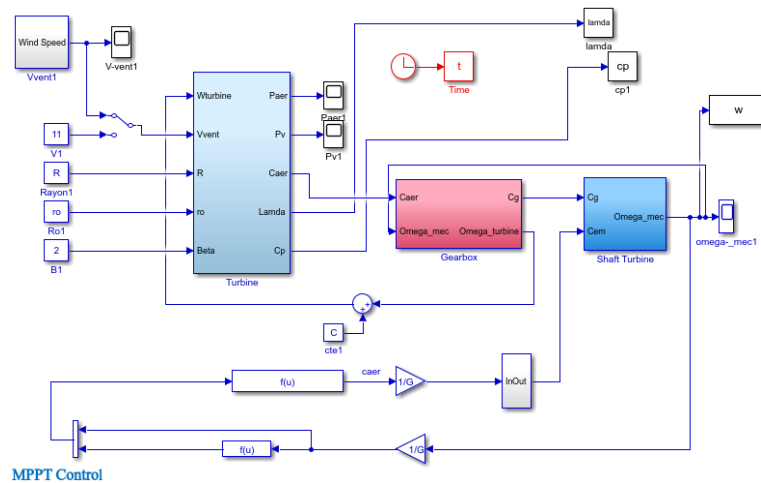 Wind Speed
Vvent1
V-vent1
11
V1
R
Rayon1
ro
Ro1
2
B1
Wturbine
Vvent
R
ro
Beta
Paer
Pv
Caer
Lamda
Cp
Turbine
Paer1
Pv1
t
Time
lamda
lamda
cp
cp1
w
Caer
Omega_mec
Cg
Omega_turbine
Gearbox
Cg
Cem
Omega_mec
Shaft Turbine
omega-_mec1
+
+
C
cte1
f(u)
caer
1/G
InOut
f(u)
1/G
MPPT Control